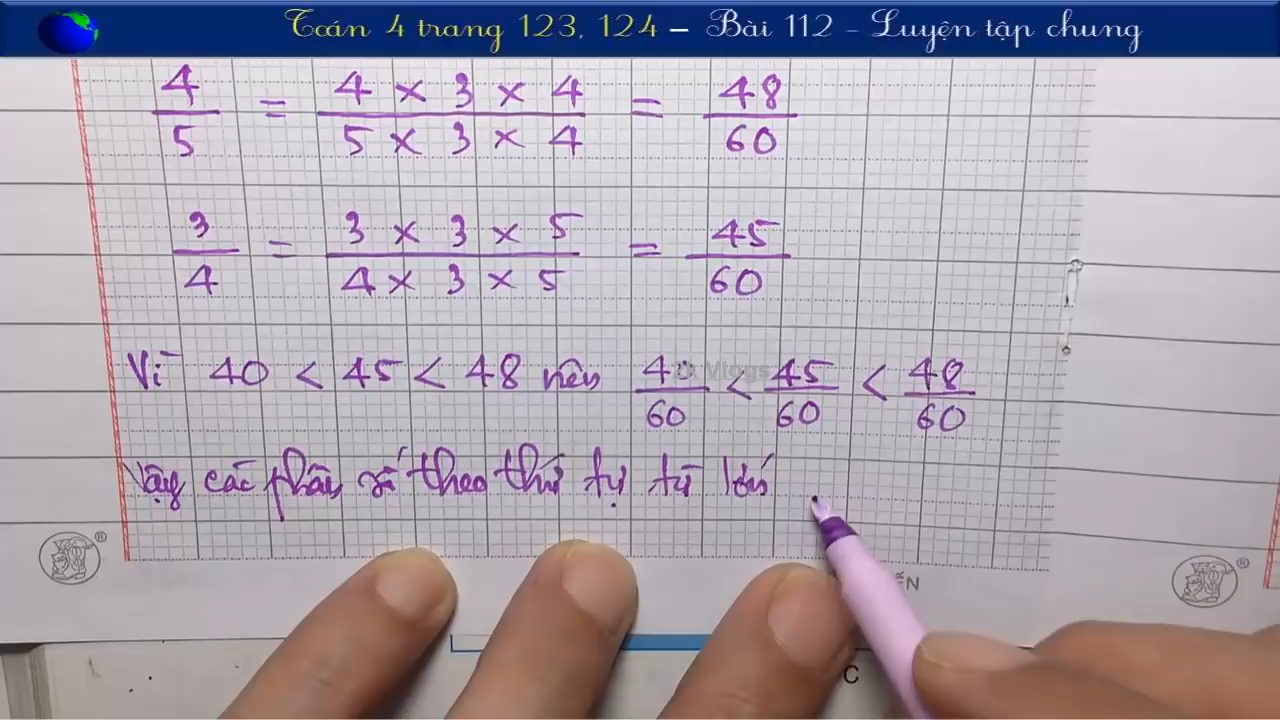 Toán 4 trang 123, 124 – Bài 112 - Luyện tập chung
4/5 = 4 × 3 × 4 / 5 × 3 × 4 = 48/60
3/4 = 3 × 3 × 5 / 4 × 3 × 5 = 45/60
Vì 40 < 45 < 48 nên 40/60 < 45/60 < 48/60
Vậy các phân số theo thứ tự từ lớn
C